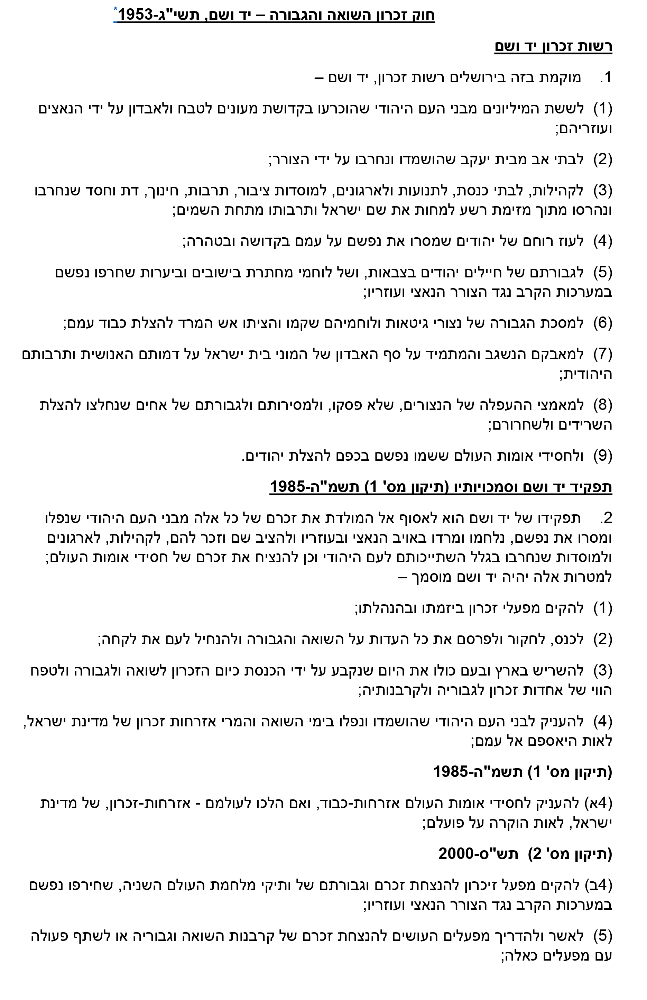 חוק זכרון השואה והגבורה – יד ושם, תשי"ג-1953*
רשות זכרון יד ושם
1. מוקמת בזה בירושלים רשות זכרון, יד ושם –
(1) לששת המיליונים מבני העם היהודי שהוכרעו בקדושת מעונים לטבח ולאבדון על ידי הנאצים
ועוזריהם;
(2) לבתי אב מבית יעקב שהושמדו ונחרבו על ידי הצורר;
(3) לקהילות, לבתי כנסת, לתנועות ולארגונים, למוסדות ציבור, תרבות, חינוך, דת וחסד שנחרבו
ונהרסו מתוך מזימת רשע למחות את שם ישראל ותרבותו מתחת השמים;
(4) לעוז רוחם של יהודים שמסרו את נפשם על עמם בקדושה ובטהרה;
(5) לגבורתם של חיילים יהודים בצבאות, ושל לוחמי מחתרת בישובים וביערות שחרפו נפשם
במערכות הקרב נגד הצורר הנאצי ועוזריו;
(6) למסכת הגבורה של נצורי גיטאות ולוחמיהם שקמו והציתו אש המרד להצלת כבוד עמם;
(7) למאבקם הנשגב והמתמיד על סף האבדון של המוני בית ישראל על דמותם האנושית ותרבותם
היהודית;
(8) למאמצי ההעפלה של הנצורים, שלא פסקו, ולמסירותם ולגבורתם של אחים שנחלצו להצלת
השרידים ולשחרורם;
(9) ולחסידי אומות העולם ששמו נפשם בכפם להצלת יהודים.
תפקיד יד ושם וסמכויותיו (תיקון מס' 1) תשמ"ה-1985
2. תפקידו של יד ושם הוא לאסוף אל המולדת את זכרם של כל אלה מבני העם היהודי שנפלו
ומסרו את נפשם, נלחמו ומרדו באויב הנאצי ובעוזריו ולהציב שם וזכר להם, לקהילות, לארגונים
ולמוסדות שנחרבו בגלל השתייכותם לעם היהודי וכן להנציח את זכרם של חסידי אומות העולם;
למטרות אלה יהיה יד ושם מוסמך –
(1) להקים מפעלי זכרון ביזמתו ובהנהלתו;
(2) לכנס, לחקור ולפרסם את כל העדות על השואה והגבורה ולהנחיל לעם את לקחה;
(3) להשריש בארץ ובעם כולו את היום שנקבע על ידי הכנסת כיום הזכרון לשואה ולגבורה ולטפח
הווי של אחדות זכרון לגבוריה ולקרבנותיה;
(4) להעניק לבני העם היהודי שהושמדו ונפלו בימי השואה והמרי אזרחות זכרון של מדינת ישראל,
לאות היאספם אל עמם;
(תיקון מס' 1) תשמ"ה-1985
(4א) להעניק לחסידי אומות העולם אזרחות-כבוד, ואם הלכו לעולמם - אזרחות-זכרון, של מדינת
ישראל, לאות הוקרה על פועלם;
(תיקון מס' 2) תש"ס-2000
(4ב) להקים מפעל זיכרון להנצחת זכרם וגבורתם של ותיקי מלחמת העולם השניה, שחירפו נפשם
במערכות הקרב נגד הצורר הנאצי ועוזריו;
(5) לאשר ולהדריך מפעלים העושים להנצחת זכרם של קרבנות השואה וגבוריה או לשתף פעולה
עם מפעלים כאלה;